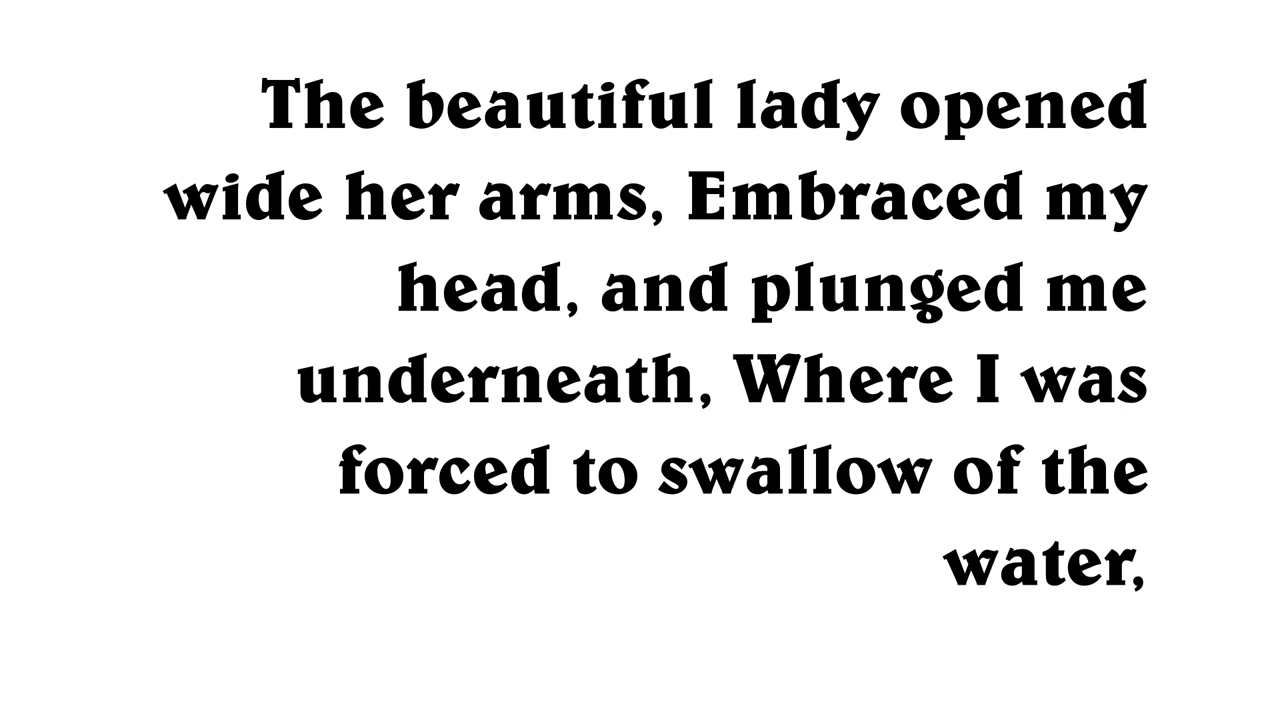 The beautiful lady opened
wide her arms, Embraced my
head, and plunged me
underneath, Where I was
forced to swallow of the
water,